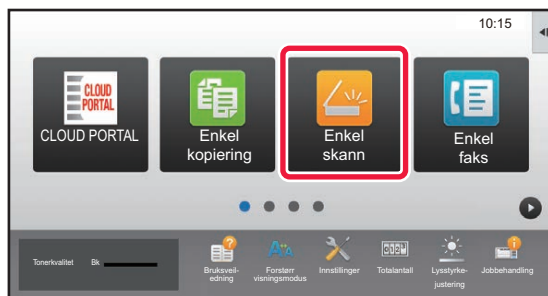 10:15
CLOUD
PORTAL
CLOUD PORTAL
Enkel
kopiering
Enkel
skann
Enkel
faks
Tonerkvalitet Bk
Bruksveil-
edning
Forstørr
visningsmodus
Innstillinger
Totalantall
Lysstyrke-
justering
Jobbehandling